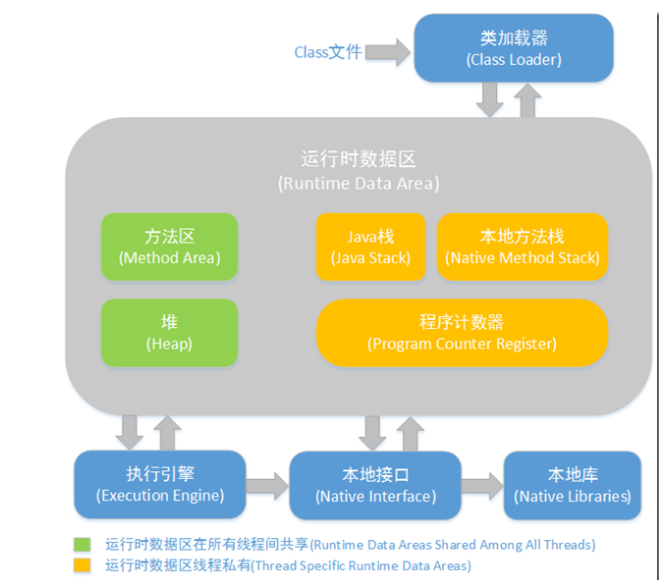 Class文件
类加载器
(Class Loader)
运行时数据区
(Runtime Data Area)
方法区
(Method Area)
Java栈
(Java Stack)
本地方法栈
(Native Method Stack)
堆
(Heap)
程序计数器
(Program Counter Register)
执行引擎
(Execution Engine)
本地接口
(Native Interface)
本地库
(Native Libraries)
运行时数据区在所有线程间共享(Runtime Data Areas Shared Among All Threads)
运行时数据区线程私有(Thread Specific Runtime Data Areas)